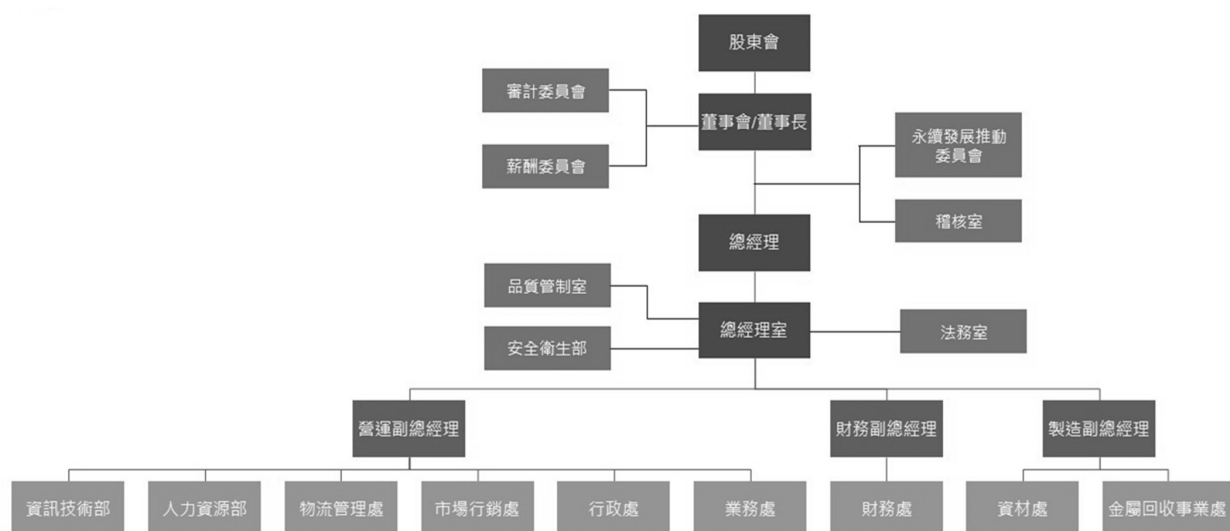 股東會
審計委員會
董事會/董事長
永續發展推動
委員會
薪酬委員會
稽核室
總經理
品質管制室
總經理室
法務室
安全衛生部
營運副總經理
財務副總經理
製造副總經理
資訊技術部
人力資源部
物流管理處
市場行銷處
行政處
業務處
財務處
資材處
金屬回收事業處